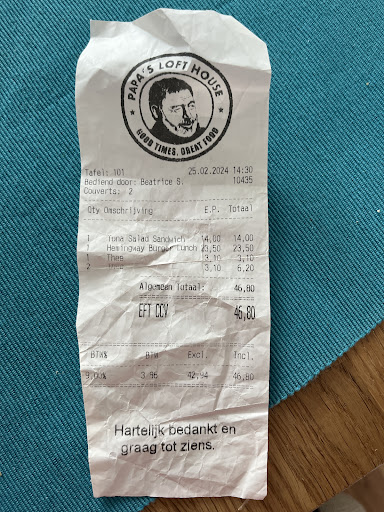 PAPA'S LOFT HOUSE
GOOD TIMES, GREAT FOOD
Tafel: 101 25.02.2024 14:30
Bediend door: Beatrice S. 10435
Couverts: 2
Qty Omschrijving E.P. Totaal
1 Tuna Salad Sandwich 14,00 14,00
Hemingway Burger Lunch 23,50 23,50
1 Thee 3,10 3,10
2 3,10 6,20
Algemeen Totaal: 46,80
EFT CCV 46,80
BTW% BTW Excl. Incl.
9,00% 3,86 42,94 46,80
Hartelijk bedankt en
graag tot ziens.